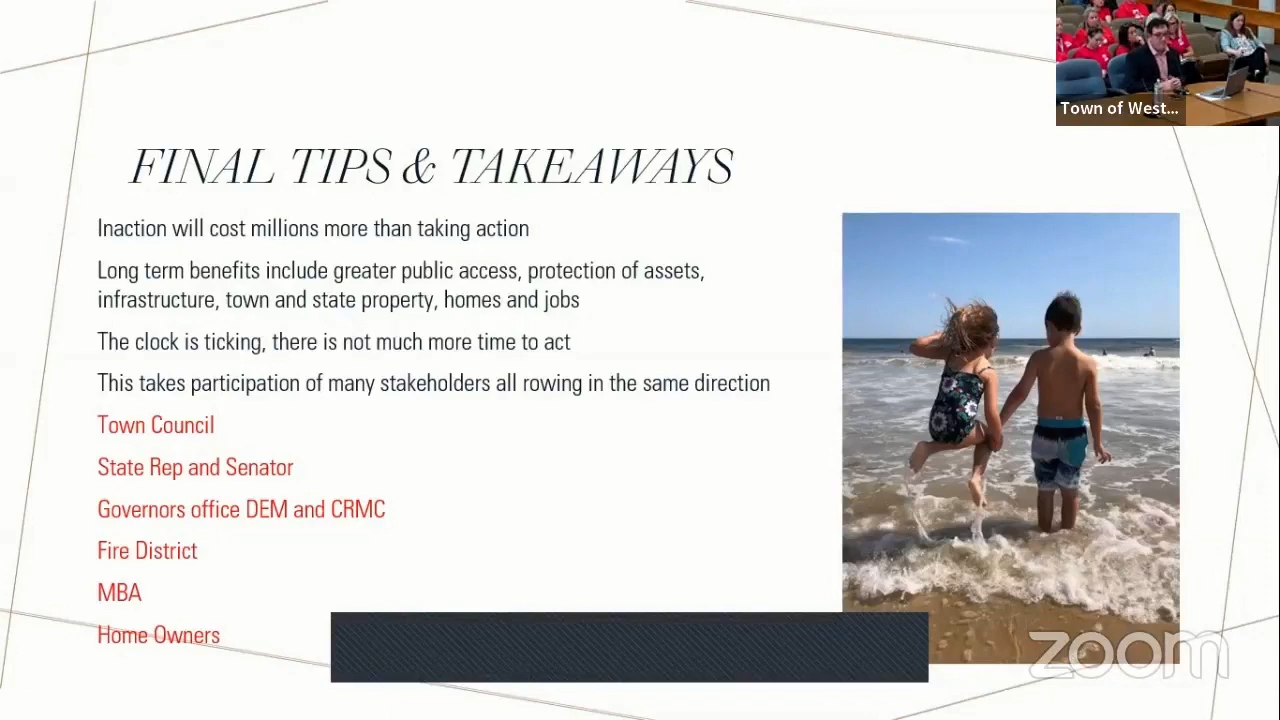 Town of West...
FINAL TIPS & TAKEAWAYS
Inaction will cost millions more than taking action
Long term benefits include greater public access, protection of assets,
infrastructure, town and state property, homes and jobs
The clock is ticking, there is not much more time to act
This takes participation of many stakeholders all rowing in the same direction
Town Council
State Rep and Senator
Governors office DEM and CRMC
Fire District
MBA
Home Owners
zoom